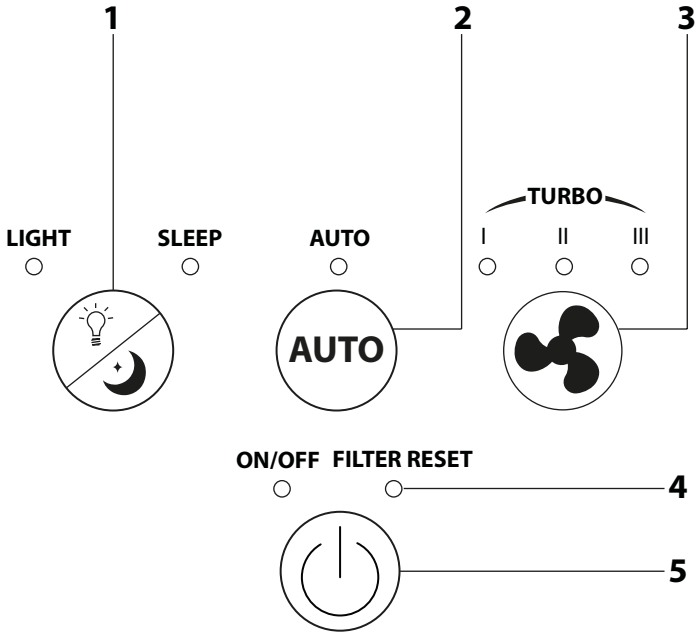 1 2 3
TURBO
LIGHT SLEEP AUTO I II III
AUTO
ON/OFF FILTER RESET
4
5